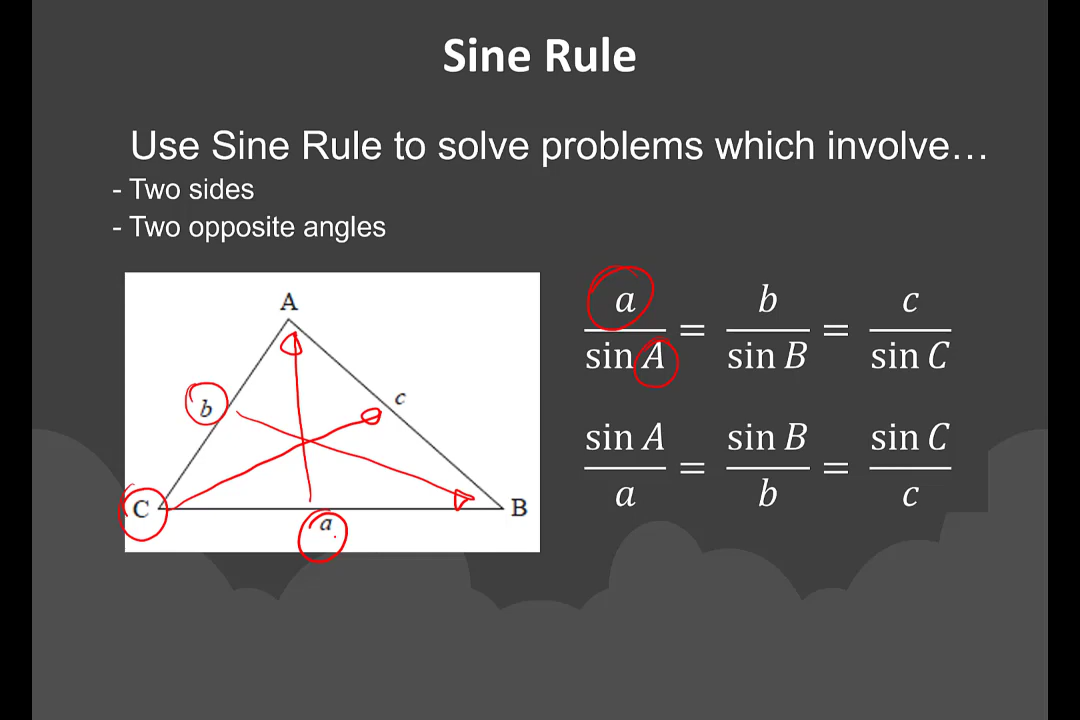 Sine Rule
Use Sine Rule to solve problems which involve…
- Two sides
- Two opposite angles
A
b
c
C
B
a
a/sin A = b/sin B = c/sin C
sin A/a = sin B/b = sin C/c